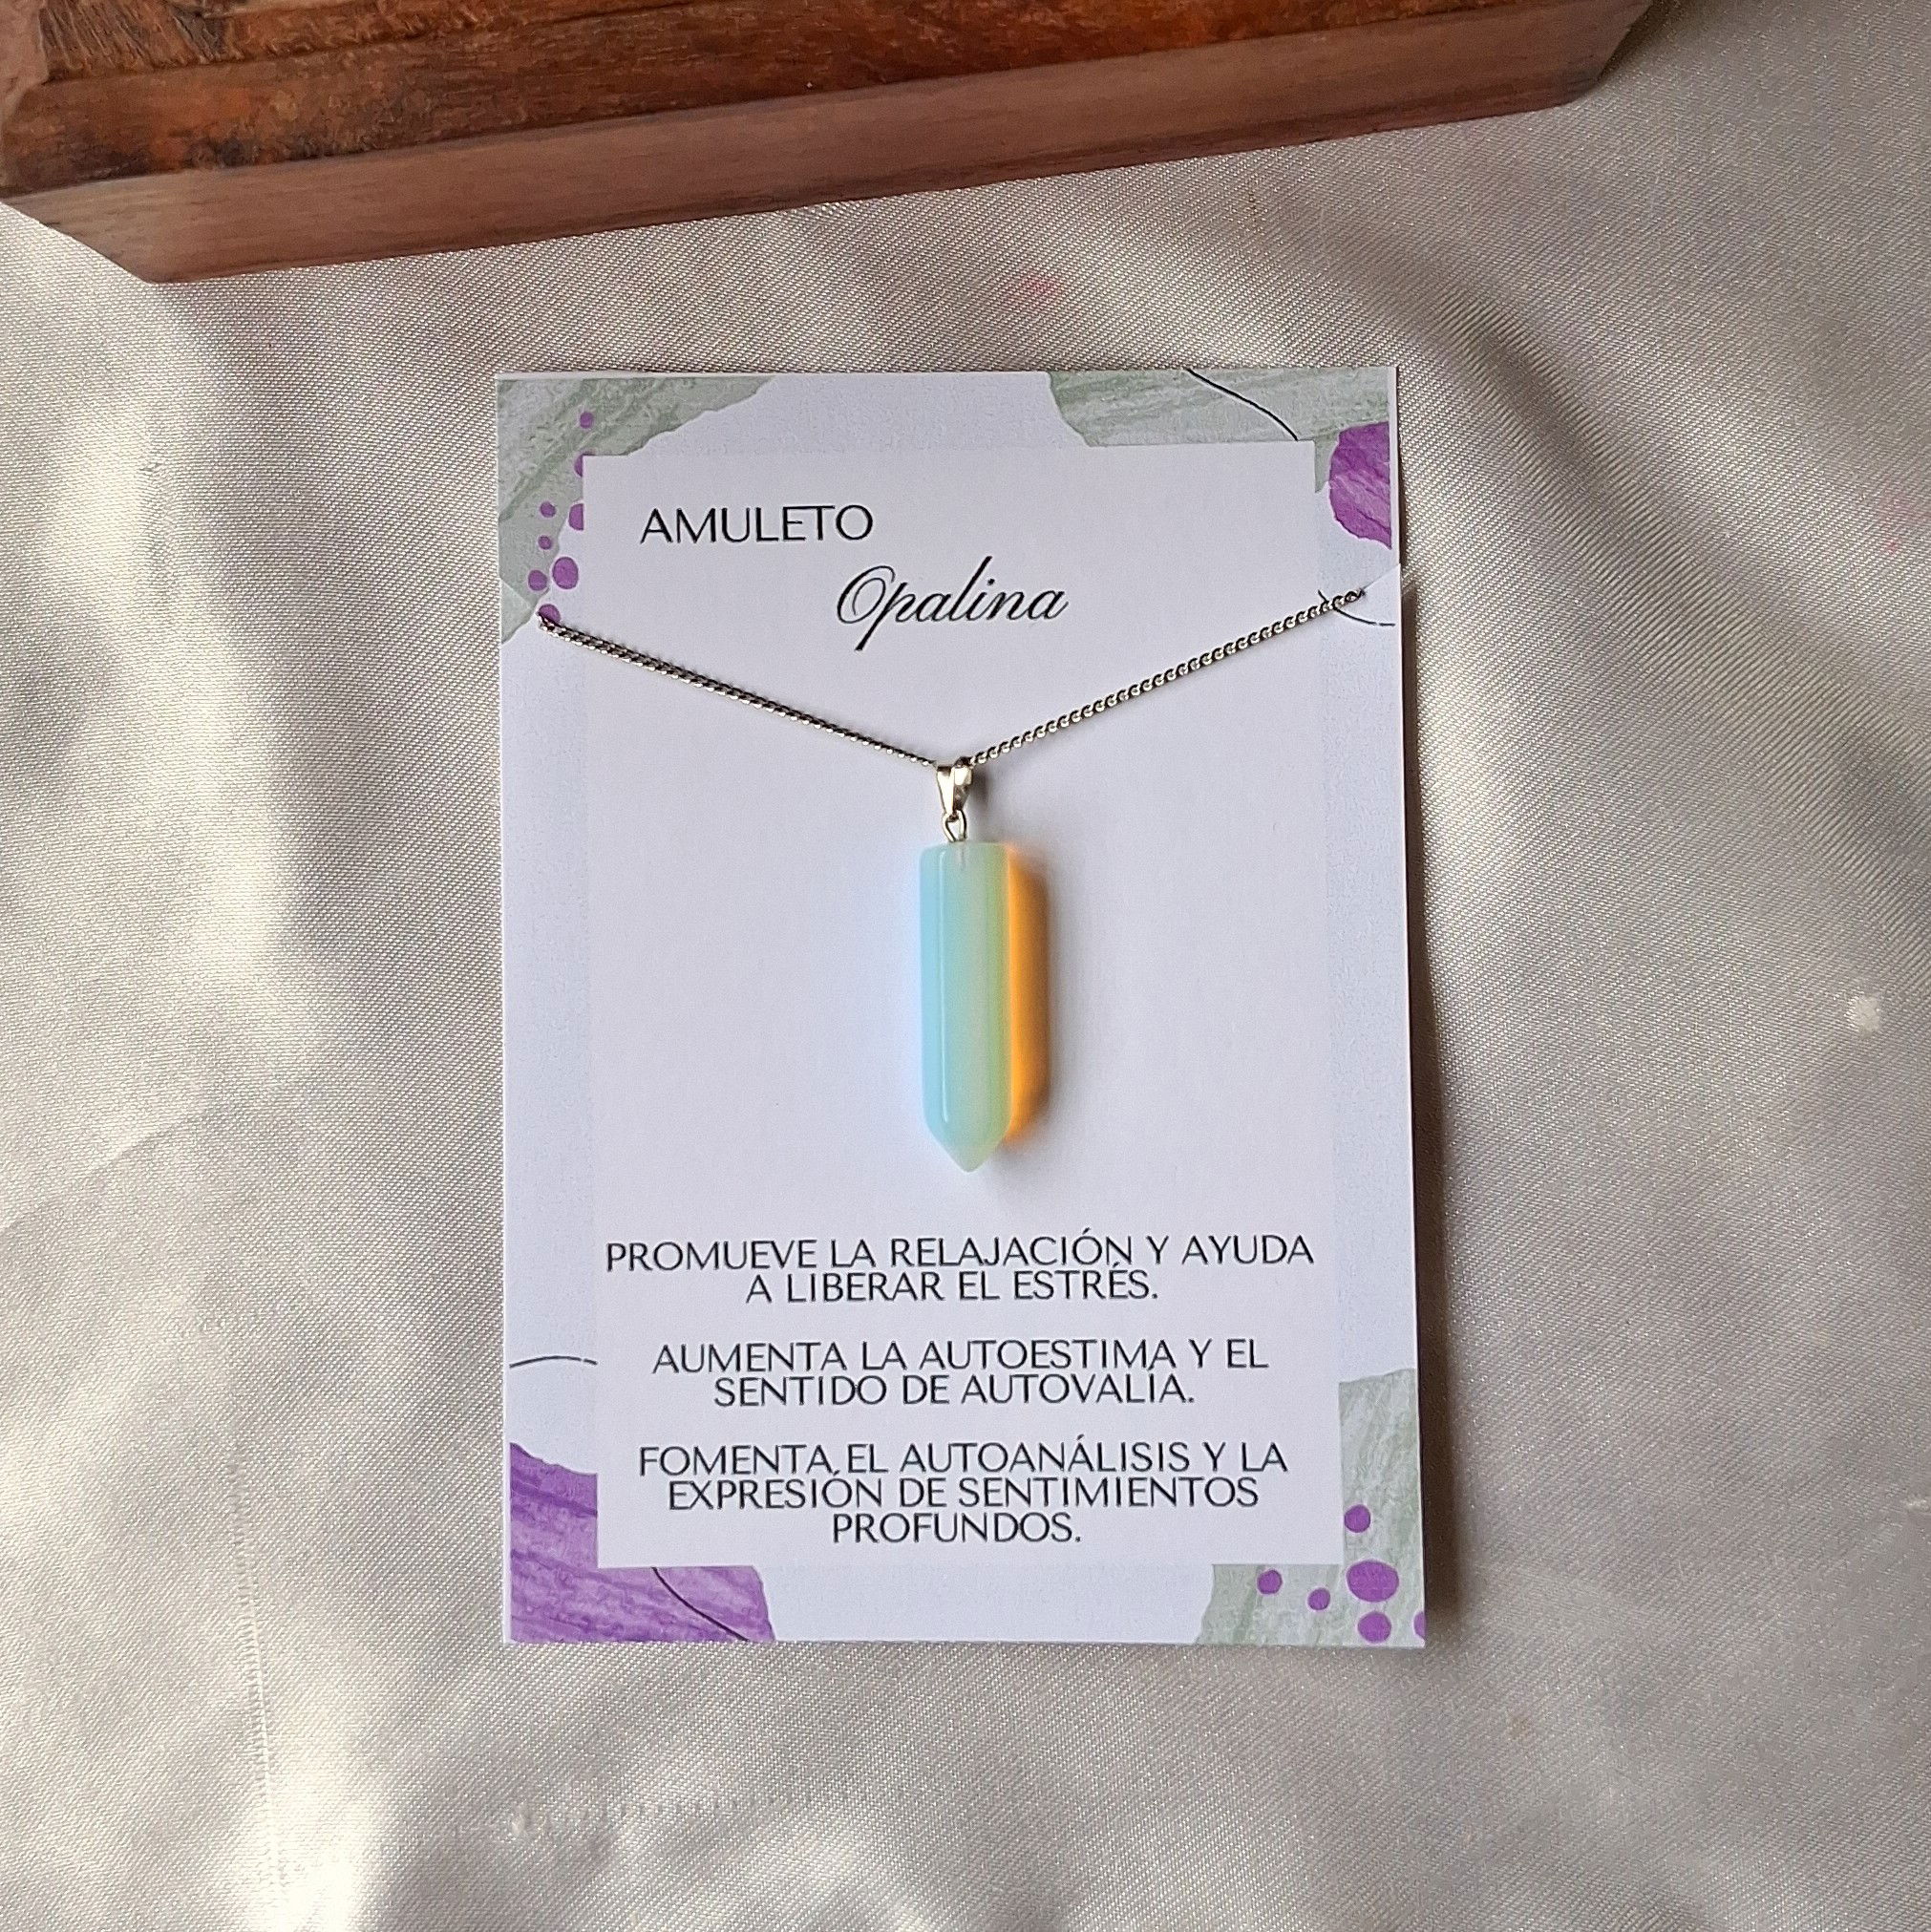 AMULETO
Opalina
PROMUEVE LA RELAJACIÓN Y AYUDA
A LIBERAR EL ESTRÉS.
AUMENTA LA AUTOESTIMA Y EL
SENTIDO DE AUTOVALÍA.
FOMENTA EL AUTOANÁLISIS Y LA
EXPRESIÓN DE SENTIMIENTOS
PROFUNDOS.